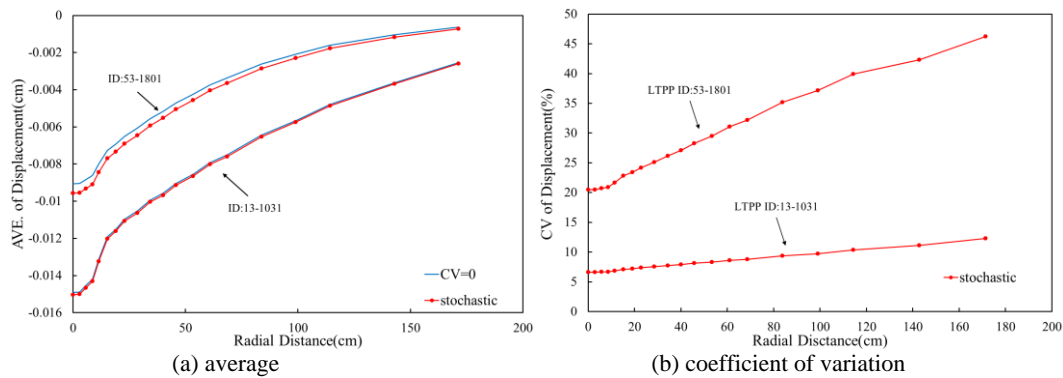 0
-0.002
-0.004
-0.006
-0.008
-0.01
-0.012
-0.014
-0.016
AVE. of Displacement(cm)
ID:53-1801
ID:13-1031
CV=0
stochastic
0 50 100 150 200
Radial Distance(cm)
(a) average
50
45
40
35
30
25
20
15
10
5
0
CV of Displacement(%)
LTPP ID:53-1801
LTPP ID:13-1031
stochastic
0 20 40 60 80 100 120 140 160 180 200
Radial Disctance(cm)
(b) coefficient of variation